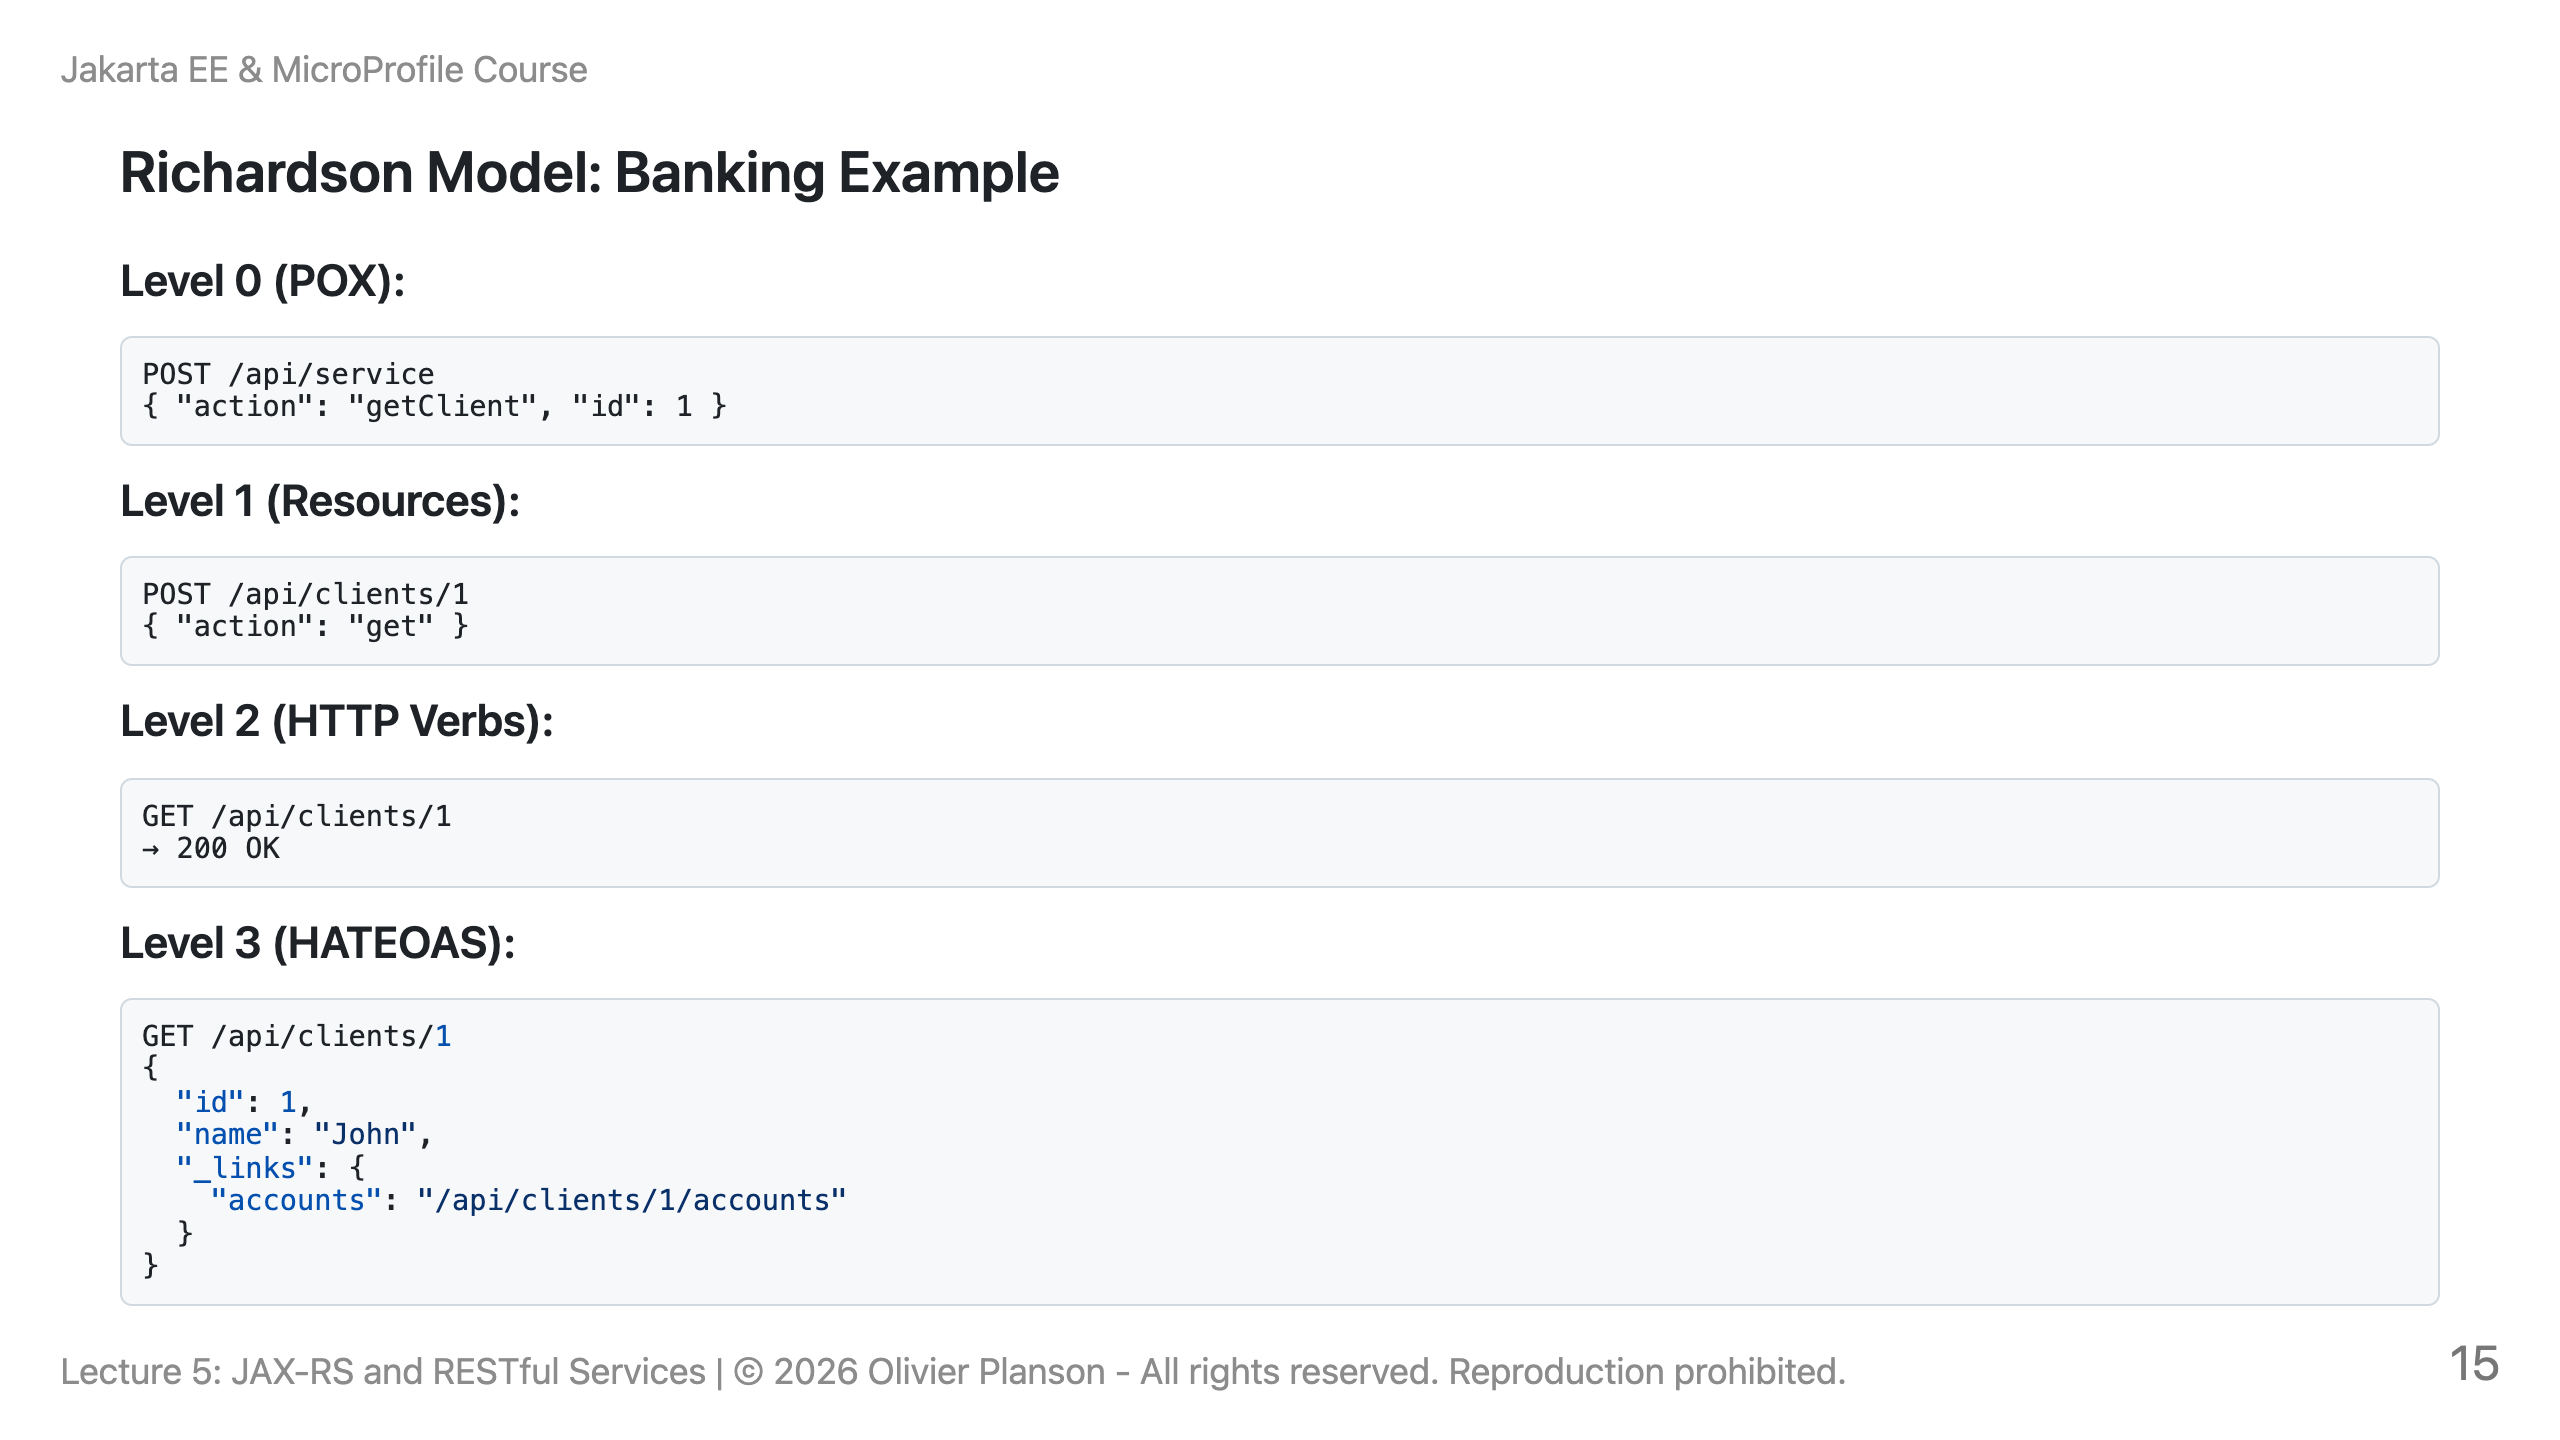 Jakarta EE & MicroProfile Course
Richardson Model: Banking Example
Level 0 (POX):
POST /api/service
{ "action": "getClient", "id": 1 }
Level 1 (Resources):
POST /api/clients/1
{ "action": "get" }
Level 2 (HTTP Verbs):
GET /api/clients/1
→ 200 OK
Level 3 (HATEOAS):
GET /api/clients/1
{
  "id": 1,
  "name": "John",
  "_links": {
    "accounts": "/api/clients/1/accounts"
  }
}
Lecture 5: JAX-RS and RESTful Services | © 2026 Olivier Planson - All rights reserved. Reproduction prohibited.
15